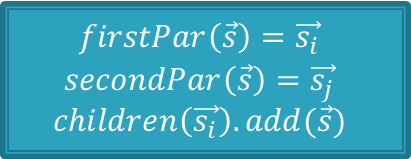 firstPar(s⃗) = s⃗ᵢ
secondPar(s⃗) = s⃗ⱼ
children(s⃗ᵢ).add(s⃗)